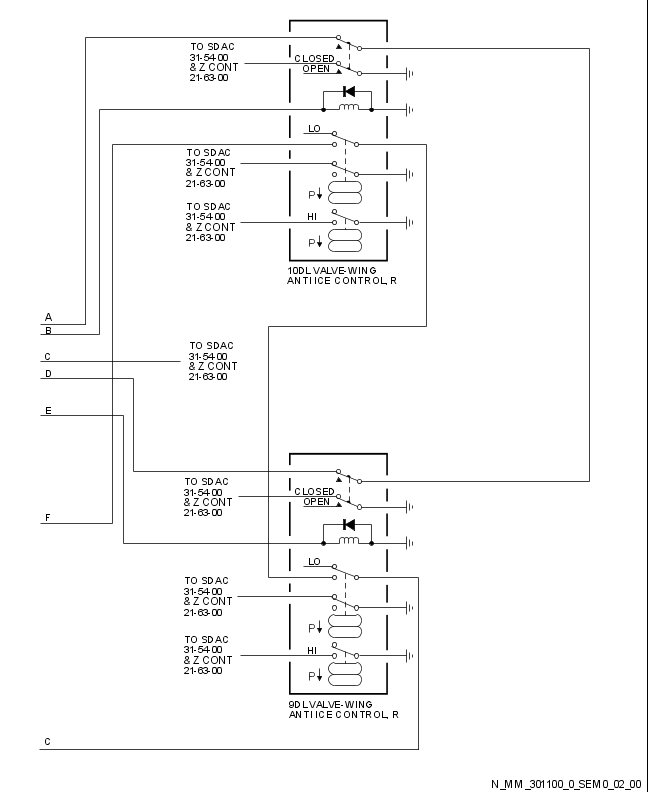 TO SDAC
31-54-00
& Z CONT
21-63-00
CLOSED
OPEN
LO
TO SDAC
31-54-00
& Z CONT
21-63-00
P
TO SDAC
31-54-00
& Z CONT
21-63-00
HI
P
10DL VALVE-WING
ANTI ICE CONTROL, R
A
B
C
TO SDAC
31-54-00
& Z CONT
21-63-00
D
E
F
TO SDAC
31-54-00
& Z CONT
21-63-00
CLOSED
OPEN
LO
TO SDAC
31-54-00
& Z CONT
21-63-00
P
TO SDAC
31-54-00
& Z CONT
21-63-00
HI
P
9DL VALVE-WING
ANTI ICE CONTROL, R
C
N_MM_301100_0_SEM0_02_00